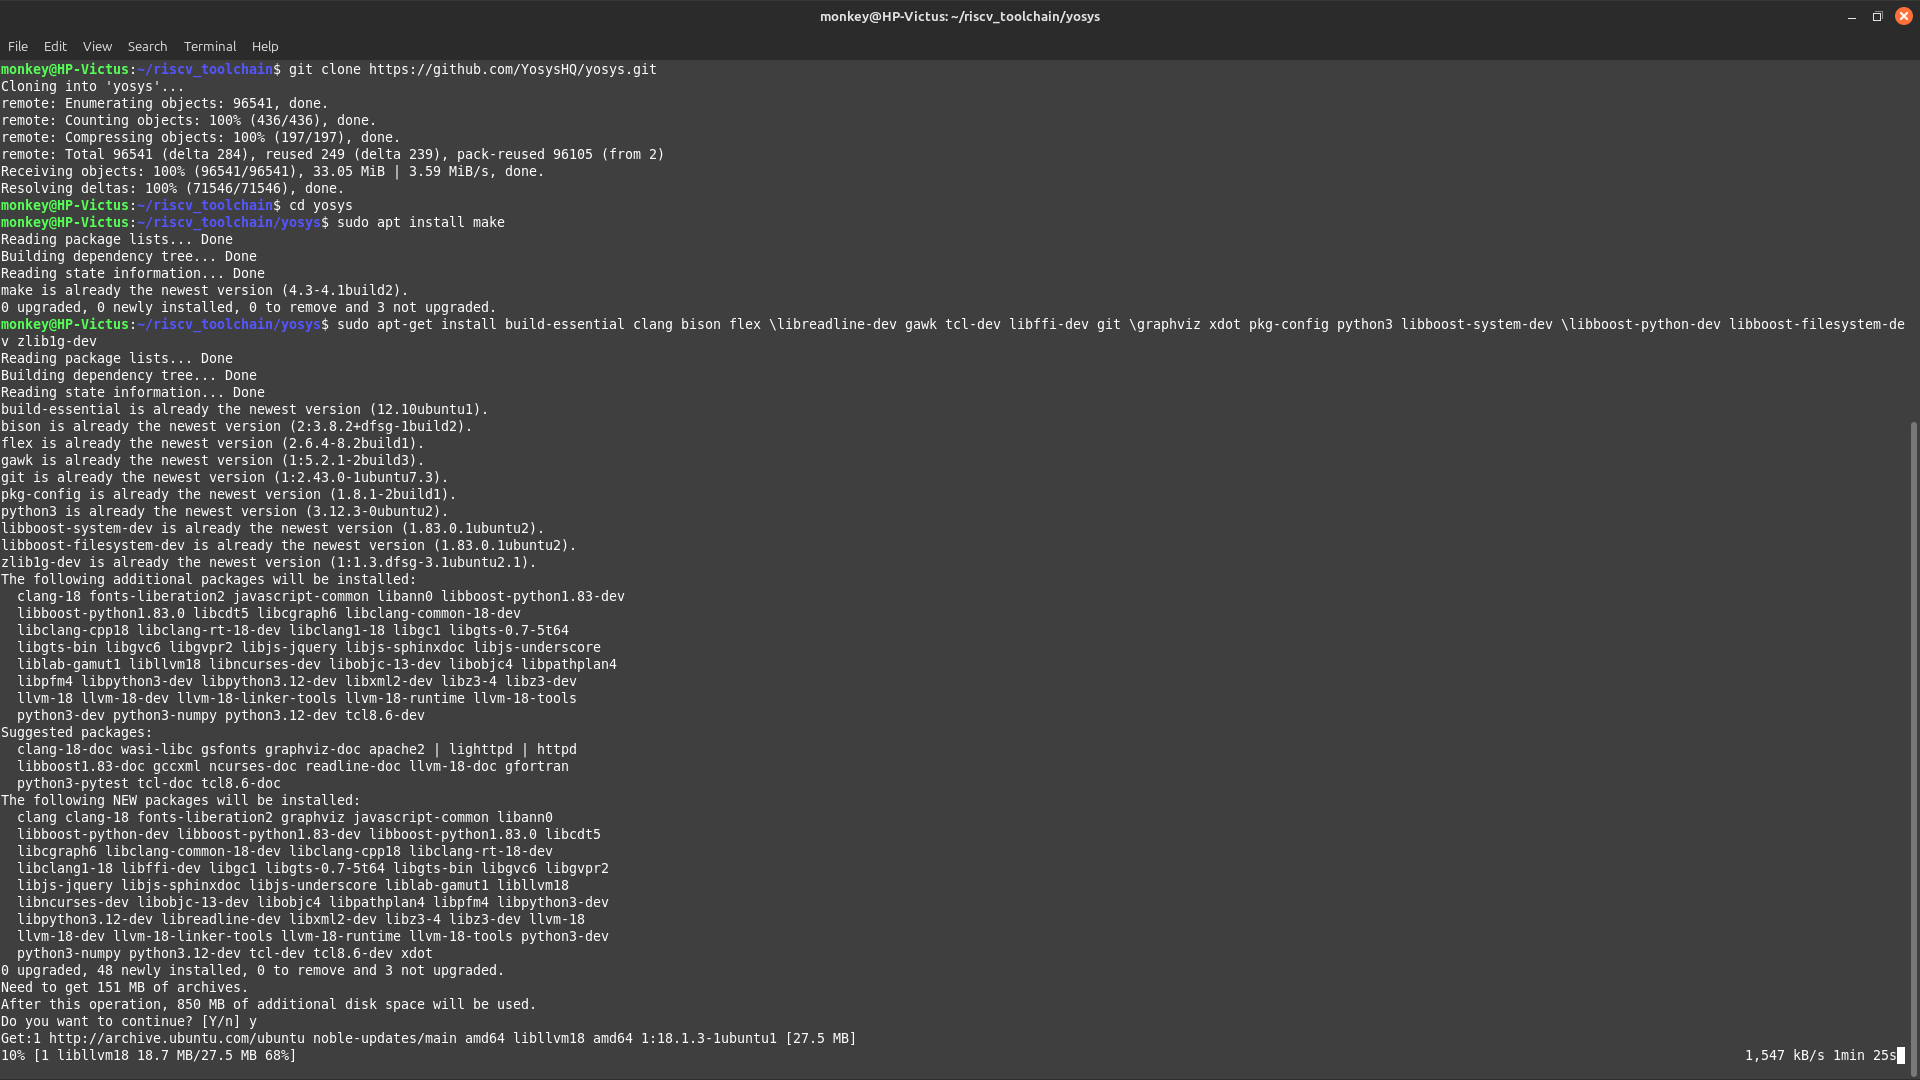 monkey@HP-Victus: ~/riscv_toolchain/yosys
File Edit View Search Terminal Help
monkey@HP-Victus:~/riscv_toolchain$ git clone https://github.com/YosysHQ/yosys.git
Cloning into 'yosys'...
remote: Enumerating objects: 96541, done.
remote: Counting objects: 100% (436/436), done.
remote: Compressing objects: 100% (197/197), done.
remote: Total 96541 (delta 284), reused 249 (delta 239), pack-reused 96105 (from 2)
Receiving objects: 100% (96541/96541), 33.05 MiB | 3.59 MiB/s, done.
Resolving deltas: 100% (71546/71546), done.
monkey@HP-Victus:~/riscv_toolchain$ cd yosys
monkey@HP-Victus:~/riscv_toolchain/yosys$ sudo apt install make
Reading package lists... Done
Building dependency tree... Done
Reading state information... Done
make is already the newest version (4.3-4.1build2).
0 upgraded, 0 newly installed, 0 to remove and 3 not upgraded.
monkey@HP-Victus:~/riscv_toolchain/yosys$ sudo apt-get install build-essential clang bison flex \libreadline-dev gawk tcl-dev libffi-dev git \graphviz xdot pkg-config python3 libboost-system-dev \libboost-python-dev libboost-filesystem-de
v zlib1g-dev
Reading package lists... Done
Building dependency tree... Done
Reading state information... Done
build-essential is already the newest version (12.10ubuntu1).
bison is already the newest version (2:3.8.2+dfsg-1build2).
flex is already the newest version (2.6.4-8.2build1).
gawk is already the newest version (1:5.2.1-2build3).
git is already the newest version (1:2.43.0-1ubuntu7.3).
pkg-config is already the newest version (1.8.1-2build1).
python3 is already the newest version (3.12.3-0ubuntu2).
libboost-system-dev is already the newest version (1.83.0.1ubuntu2).
libboost-filesystem-dev is already the newest version (1.83.0.1ubuntu2).
zlib1g-dev is already the newest version (1:1.3.dfsg-3.1ubuntu2.1).
The following additional packages will be installed:
clang-18 fonts-liberation2 javascript-common libann0 libboost-python1.83-dev
libboost-python1.83.0 libcdt5 libcgraph6 libclang-common-18-dev
libclang-cpp18 libclang-rt-18-dev libclang1-18 libgc1 libgts-0.7-5t64
libgts-bin libgvc6 libgvpr2 libjs-jquery libjs-sphinxdoc libjs-underscore
liblab-gamut1 libllvm18 libncurses-dev libobjc-13-dev libobjc4 libpathplan4
libpfm4 libpython3-dev libpython3.12-dev libxml2-dev libz3-4 libz3-dev
llvm-18 llvm-18-dev llvm-18-linker-tools llvm-18-runtime llvm-18-tools
python3-dev python3-numpy python3.12-dev tcl8.6-dev
Suggested packages:
clang-18-doc wasi-libc gsfonts graphviz-doc apache2 | lighttpd | httpd
libboost1.83-doc gccxml ncurses-doc readline-doc llvm-18-doc gfortran
python3-pytest tcl-doc tcl8.6-doc
The following NEW packages will be installed:
clang clang-18 fonts-liberation2 graphviz javascript-common libann0
libboost-python-dev libboost-python1.83-dev libboost-python1.83.0 libcdt5
libcgraph6 libclang-common-18-dev libclang-cpp18 libclang-rt-18-dev
libclang1-18 libffi-dev libgc1 libgts-0.7-5t64 libgts-bin libgvc6 libgvpr2
libjs-jquery libjs-sphinxdoc libjs-underscore liblab-gamut1 libllvm18
libncurses-dev libobjc-13-dev libobjc4 libpathplan4 libpfm4 libpython3-dev
libpython3.12-dev libreadline-dev libxml2-dev libz3-4 libz3-dev llvm-18
llvm-18-dev llvm-18-linker-tools llvm-18-runtime llvm-18-tools python3-dev
python3-numpy python3.12-dev tcl-dev tcl8.6-dev xdot
0 upgraded, 48 newly installed, 0 to remove and 3 not upgraded.
Need to get 151 MB of archives.
After this operation, 850 MB of additional disk space will be used.
Do you want to continue? [Y/n] y
Get:1 http://archive.ubuntu.com/ubuntu noble-updates/main amd64 libllvm18 amd64 1:18.1.3-1ubuntu1 [27.5 MB]
10% [1 libllvm18 18.7 MB/27.5 MB 68%] 1,547 kB/s 1min 25s